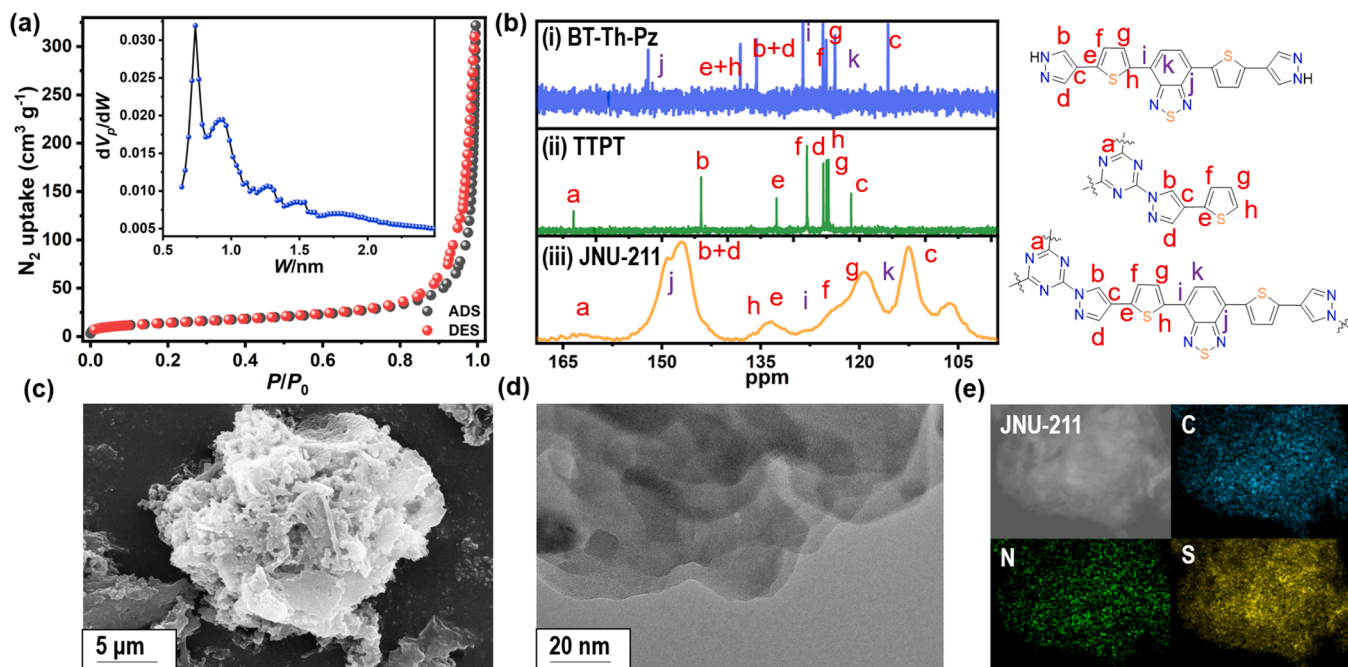 (a)
N₂ uptake (cm³ g⁻¹)
300
250
200
150
100
50
0
0.0 0.2 0.4 0.6 0.8 1.0
P/P₀
ADS
DES
dVₚ/dW
0.030
0.025
0.020
0.015
0.010
0.005
0.5 1.0 1.5 2.0
W/nm
(b)
(i) BT-Th-Pz
j e+h b+d i f g k c
(ii) TTPT
a b e f d h g c
(iii) JNU-211
a j b+d h e i f g k c
165 150 135 120 105
ppm
b f g
HN i k N
N c S j NH
d e h N N
S
a
N N f
N b c g
N N S h
N e
d
a
N N
N b f g k
N c i S N
N e S h j N
d N N
S
(c)
5 µm
(d)
20 nm
(e)
JNU-211
C
N
S